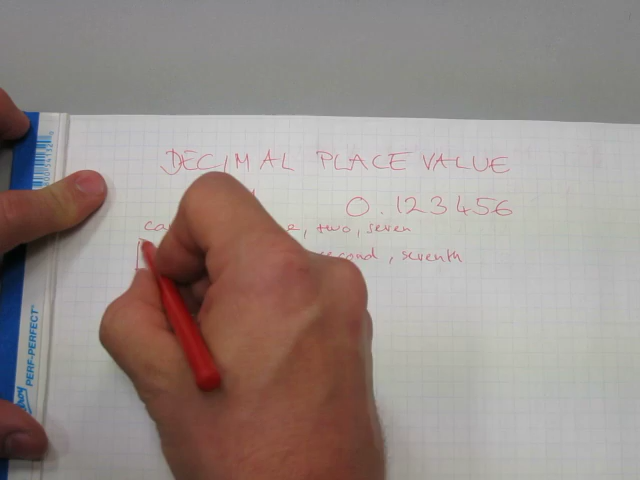 DECIMAL PLACE VALUE
0.123456
two, seven
second, seventh
PERF-PERFECT